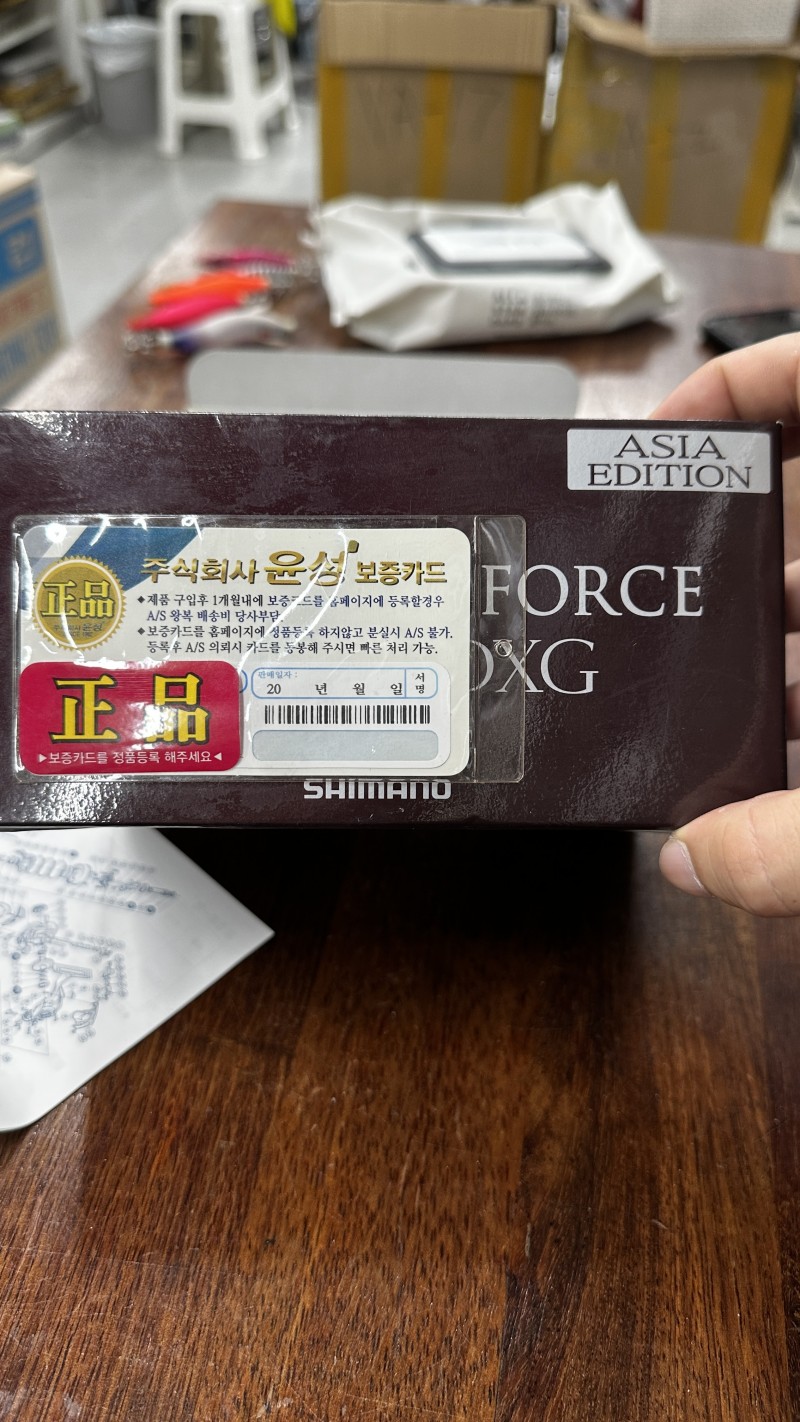 ASIA
EDITION
주식회사 윤성 보증카드
正品
◆제품 구입후 1개월내에 보증카드를 홈페이지에 등록할경우
A/S 왕복 배송비 당사부담.
◆보증카드를 홈페이지에 정품등록 하지않고 분실시 A/S 불가.
등록후 A/S 의뢰시 카드를 동봉해 주시면 빠른 처리 가능.
FORCE
XG
正品
▶보증카드를 정품등록 해주세요◀
판매일자:
20 년 월 일
서명
SHIMANO